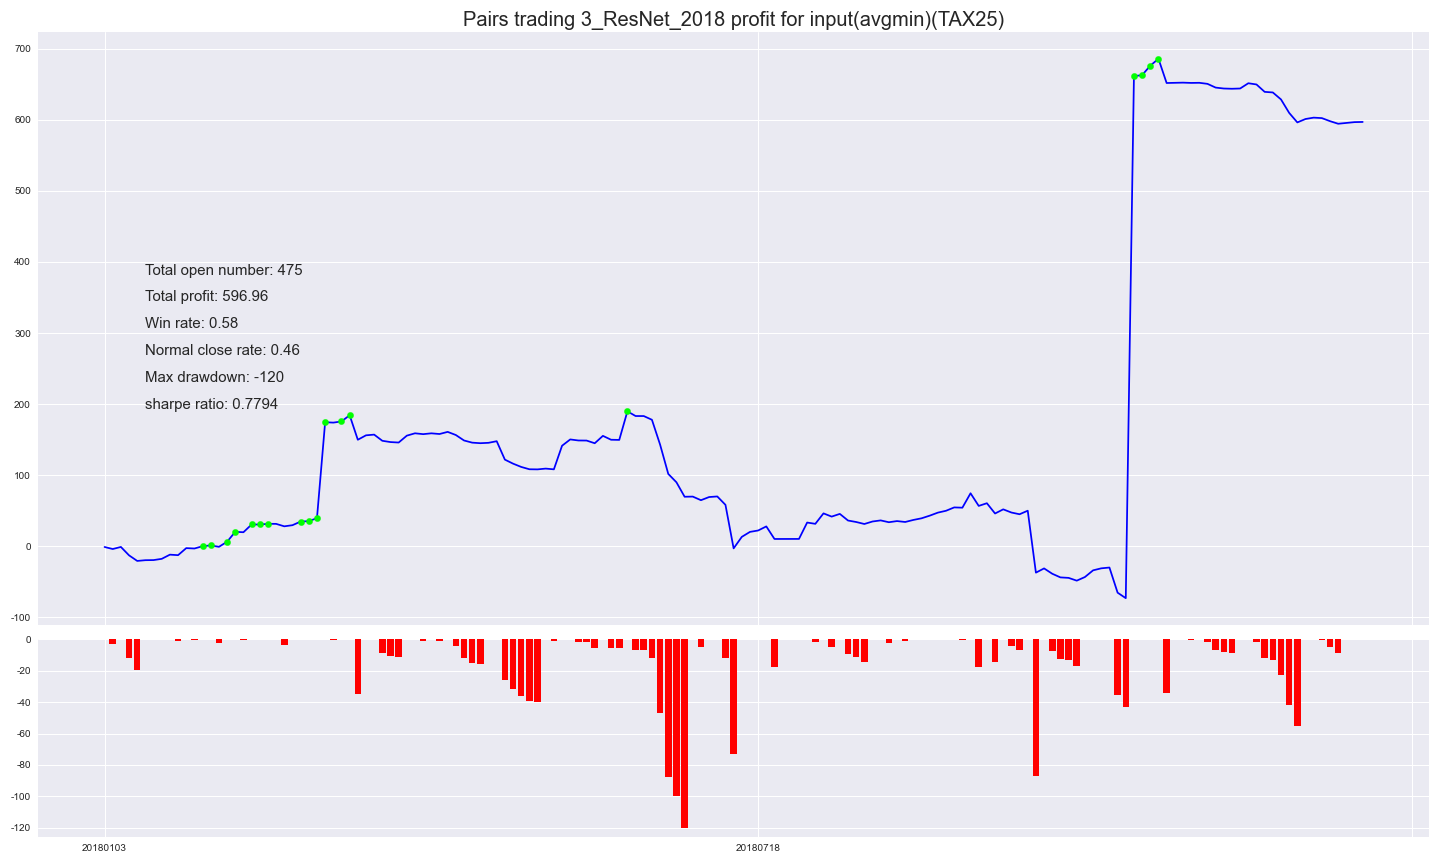 Pairs trading 3_ResNet_2018 profit for input(avgmin)(TAX25)
700
600
500
400
300
200
100
0
-100
Total open number: 475
Total profit: 596.96
Win rate: 0.58
Normal close rate: 0.46
Max drawdown: -120
sharpe ratio: 0.7794
0
-20
-40
-60
-80
-100
-120
20180103
20180718